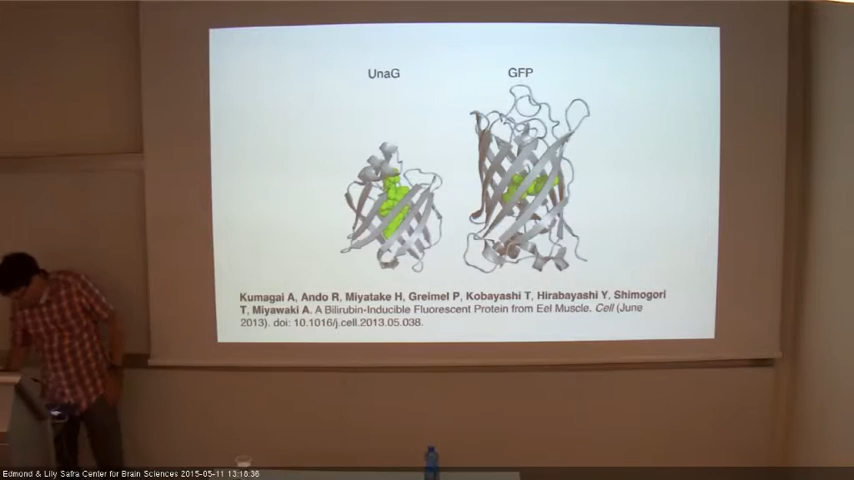 UnaG GFP
Kumagai A, Ando R, Miyatake H, Greimel P, Kobayashi T, Hirabayashi Y, Shimogori
T, Miyawaki A. A Bilirubin-Inducible Fluorescent Protein from Eel Muscle. Cell (June
2013). doi: 10.1016/j.cell.2013.05.038.
Edmond & Lily Safra Center for Brain Sciences 2015-05-11 13:18:36